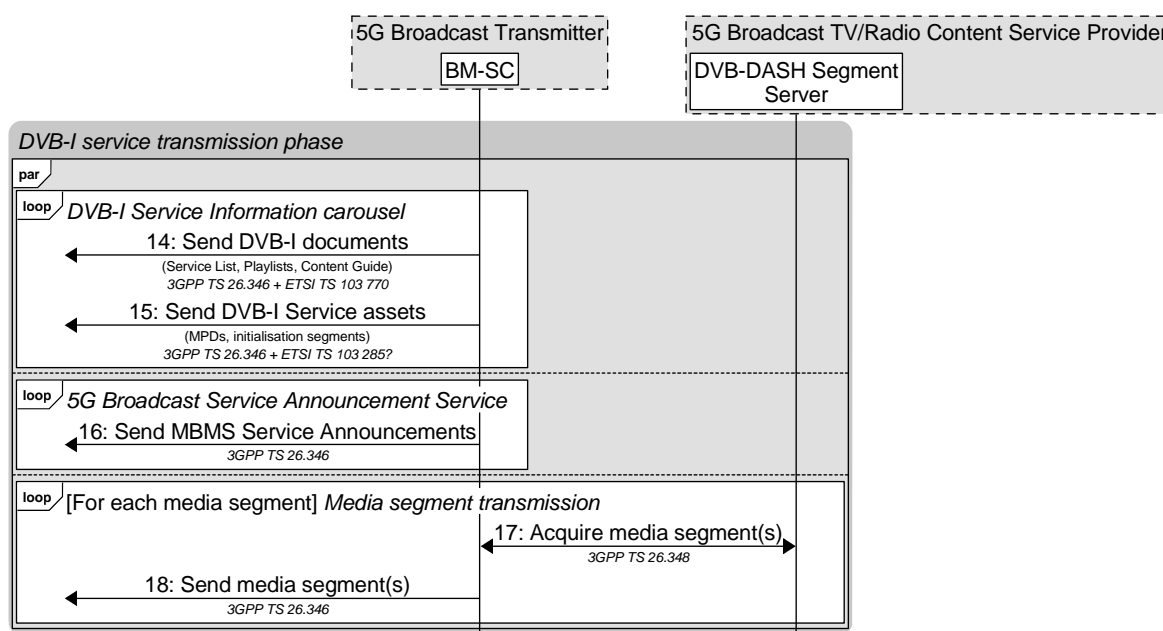 5G Broadcast Transmitter
5G Broadcast TV/Radio Content Service Provider
BM-SC
DVB-DASH Segment
Server
DVB-I service transmission phase
par
loop
DVB-I Service Information carousel
14: Send DVB-I documents
(Service List, Playlists, Content Guide)
3GPP TS 26.346 + ETSI TS 103 770
15: Send DVB-I Service assets
(MPDs, initialisation segments)
3GPP TS 26.346 + ETSI TS 103 285?
loop
5G Broadcast Service Announcement Service
16: Send MBMS Service Announcements
3GPP TS 26.346
loop
[For each media segment] Media segment transmission
17: Acquire media segment(s)
3GPP TS 26.348
18: Send media segment(s)
3GPP TS 26.346